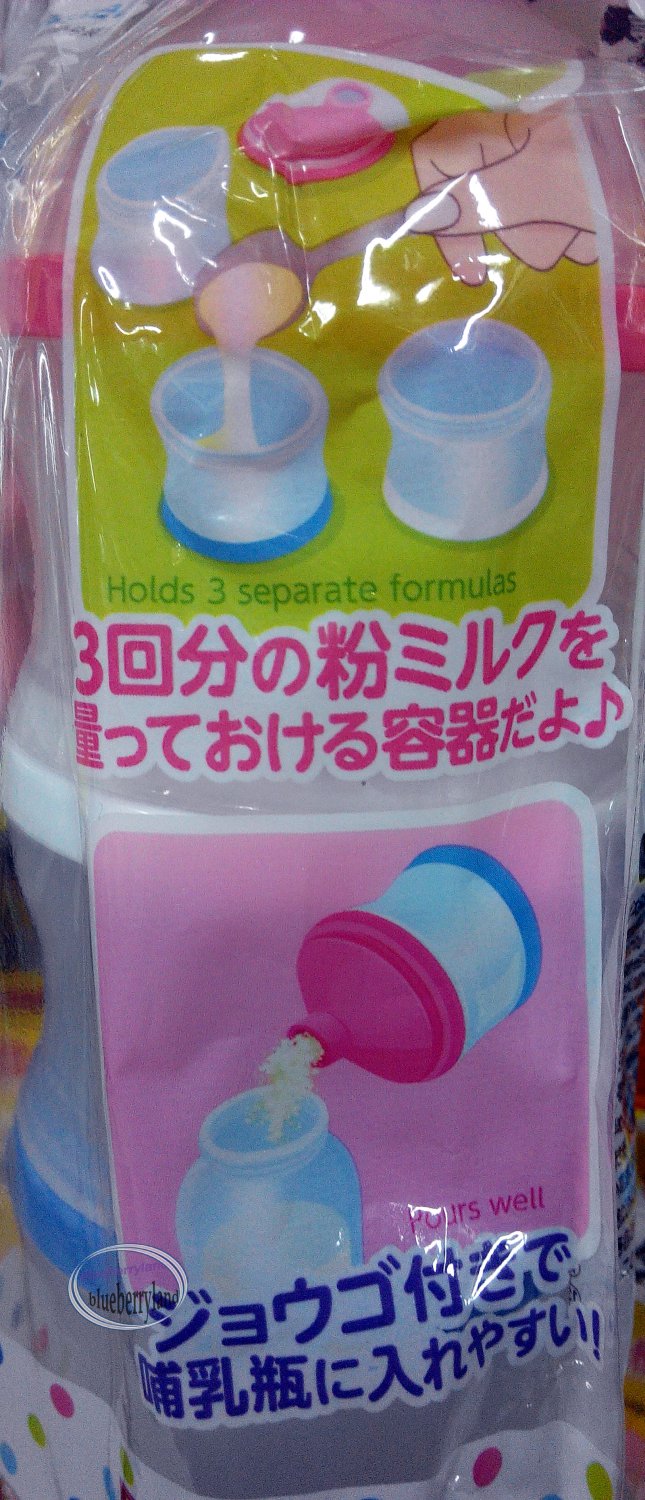 Holds 3 separate formulas
3回分の粉ミルクを
量っておける容器だよ♪
Pours well
ジョウゴ付きで
哺乳瓶に入れやすい!
blueberryland